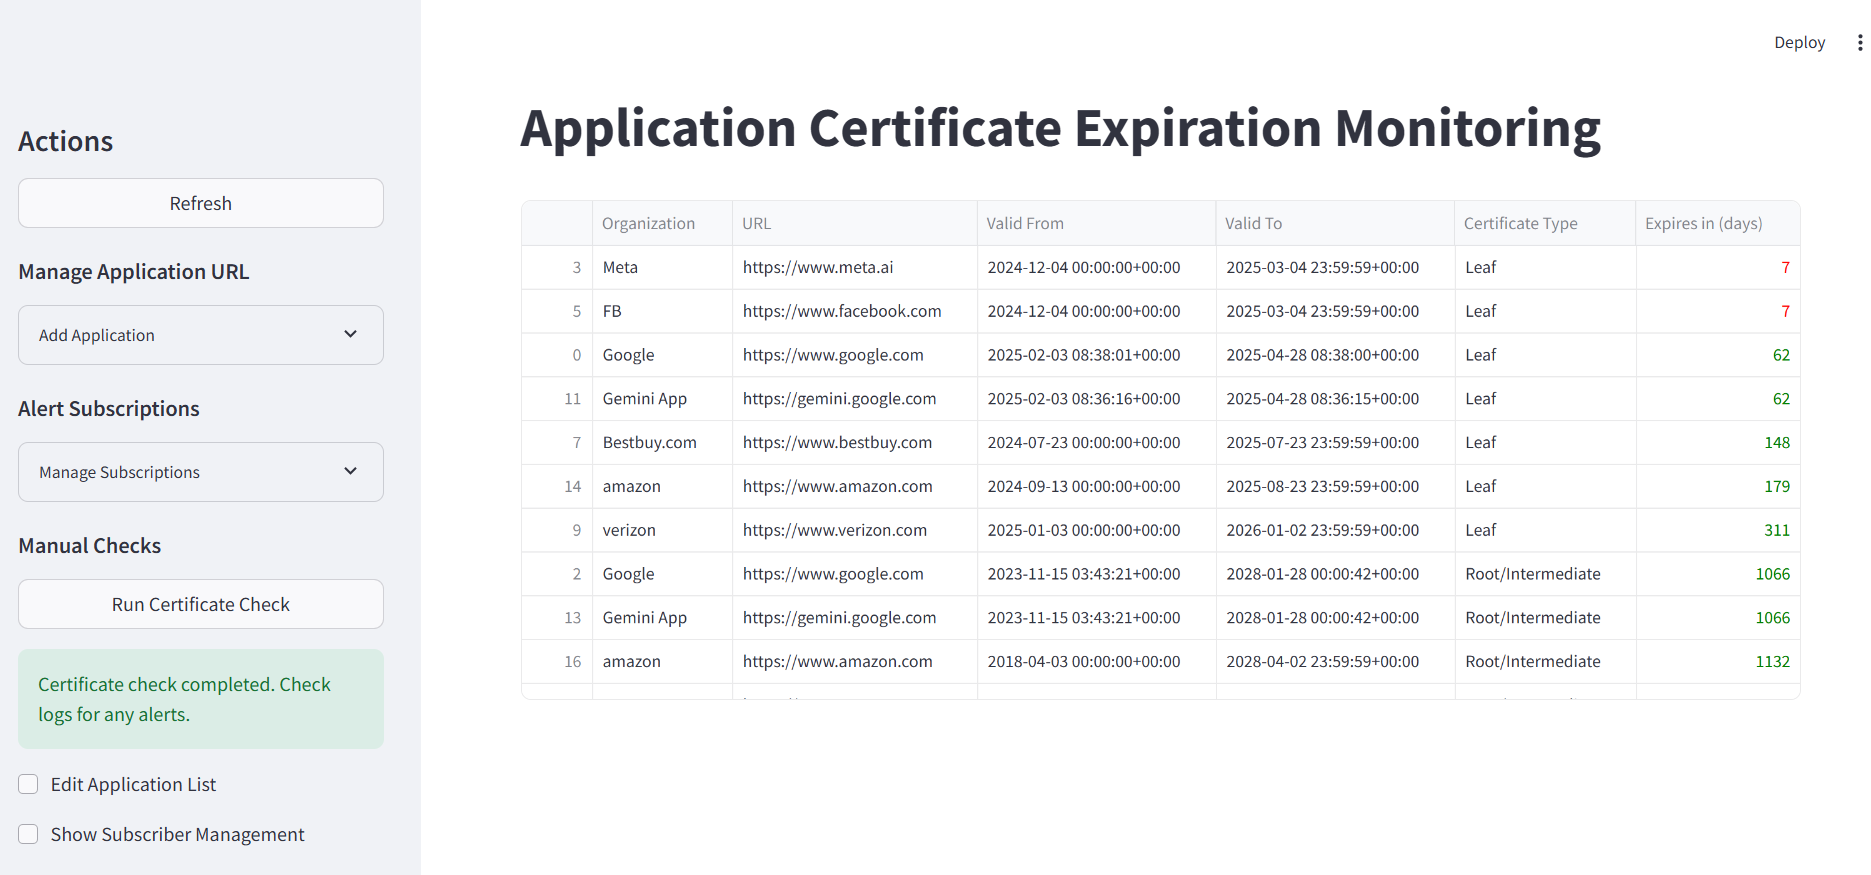 Deploy
Actions
Refresh
Manage Application URL
Add Application
Alert Subscriptions
Manage Subscriptions
Manual Checks
Run Certificate Check
Certificate check completed. Check
logs for any alerts.
Edit Application List
Show Subscriber Management
Application Certificate Expiration Monitoring
Organization URL Valid From Valid To Certificate Type Expires in (days)
3 Meta https://www.meta.ai 2024-12-04 00:00:00+00:00 2025-03-04 23:59:59+00:00 Leaf 7
5 FB https://www.facebook.com 2024-12-04 00:00:00+00:00 2025-03-04 23:59:59+00:00 Leaf 7
0 Google https://www.google.com 2025-02-03 08:38:01+00:00 2025-04-28 08:38:00+00:00 Leaf 62
11 Gemini App https://gemini.google.com 2025-02-03 08:36:16+00:00 2025-04-28 08:36:15+00:00 Leaf 62
7 Bestbuy.com https://www.bestbuy.com 2024-07-23 00:00:00+00:00 2025-07-23 23:59:59+00:00 Leaf 148
14 amazon https://www.amazon.com 2024-09-13 00:00:00+00:00 2025-08-23 23:59:59+00:00 Leaf 179
9 verizon https://www.verizon.com 2025-01-03 00:00:00+00:00 2026-01-02 23:59:59+00:00 Leaf 311
2 Google https://www.google.com 2023-11-15 03:43:21+00:00 2028-01-28 00:00:42+00:00 Root/Intermediate 1066
13 Gemini App https://gemini.google.com 2023-11-15 03:43:21+00:00 2028-01-28 00:00:42+00:00 Root/Intermediate 1066
16 amazon https://www.amazon.com 2018-04-03 00:00:00+00:00 2028-04-02 23:59:59+00:00 Root/Intermediate 1132